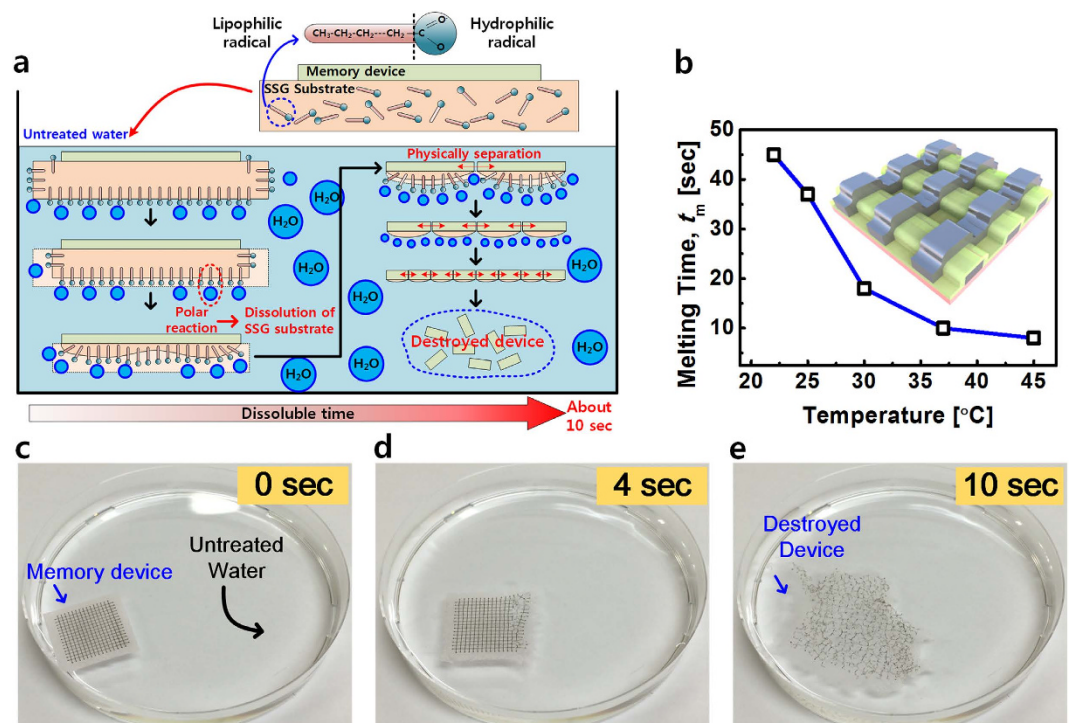 Lipophilic
radical
CH₃-CH₂-CH₂---CH₂
C
O
O
Hydrophilic
radical
a
Memory device
SSG Substrate
Untreated water
Physically separation
H₂O
H₂O
H₂O
H₂O
H₂O
H₂O
H₂O
H₂O
Polar
reaction
Dissolution of
SSG substrate
Destroyed device
Dissoluble time
About
10 sec
b
Melting Time, tₘ [sec]
50
40
30
20
10
22 25 30 35 40 45
Temperature [°C]
c
0 sec
Memory device
Untreated
Water
d
4 sec
e
10 sec
Destroyed
Device